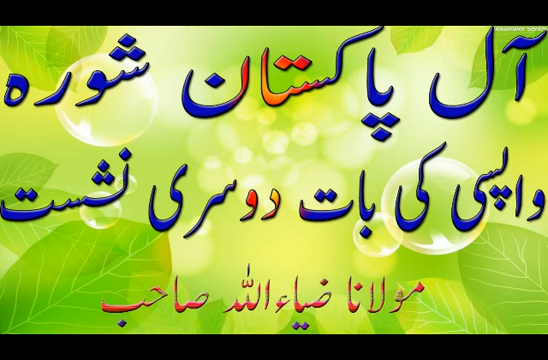 آل پاکستان شورہ
واپسی کی بات دوسری نشست
مولانا ضیاءاللہ صاحب